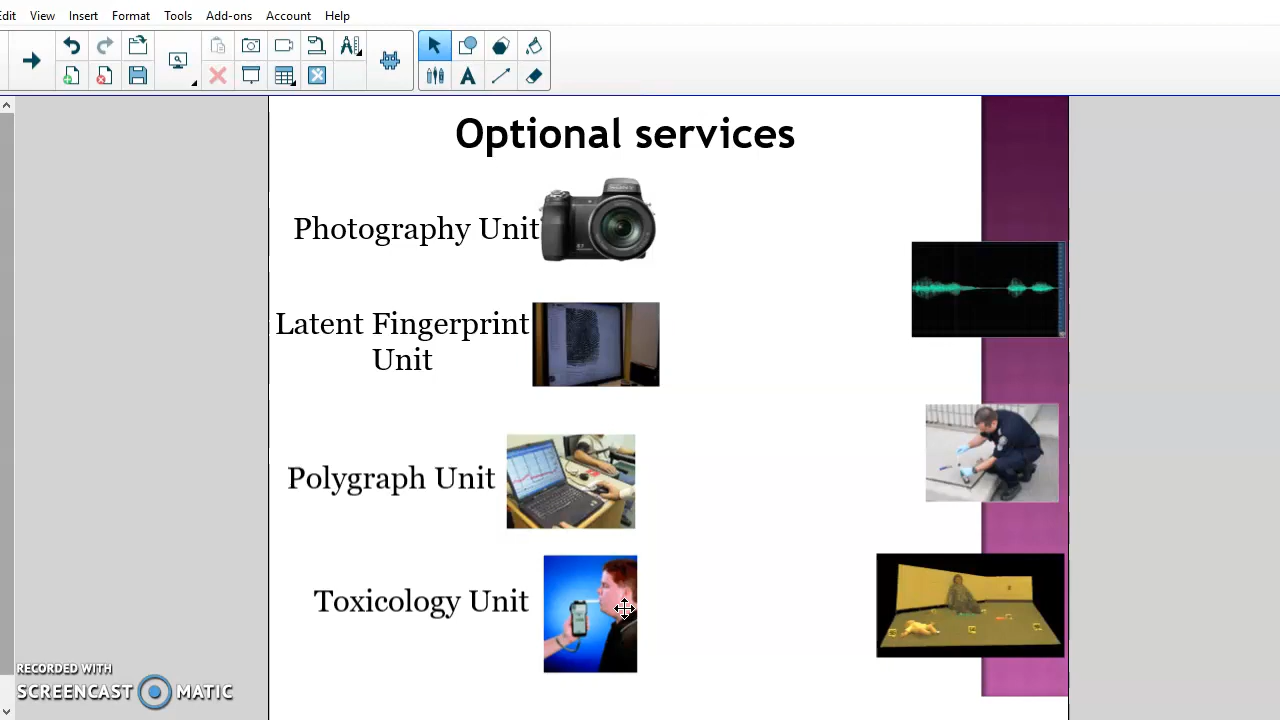 Edit View Insert Format Tools Add-ons Account Help
Optional services
Photography Unit
Latent Fingerprint
Unit
Polygraph Unit
Toxicology Unit
RECORDED WITH
SCREENCAST MATIC